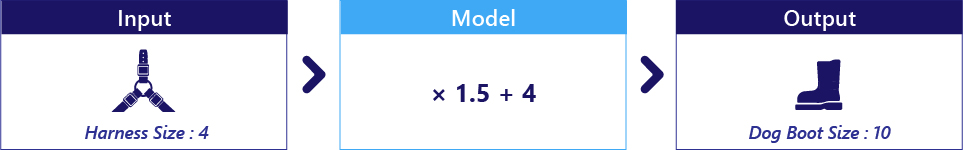 Input
Harness Size : 4
Model
× 1.5 + 4
Output
Dog Boot Size : 10